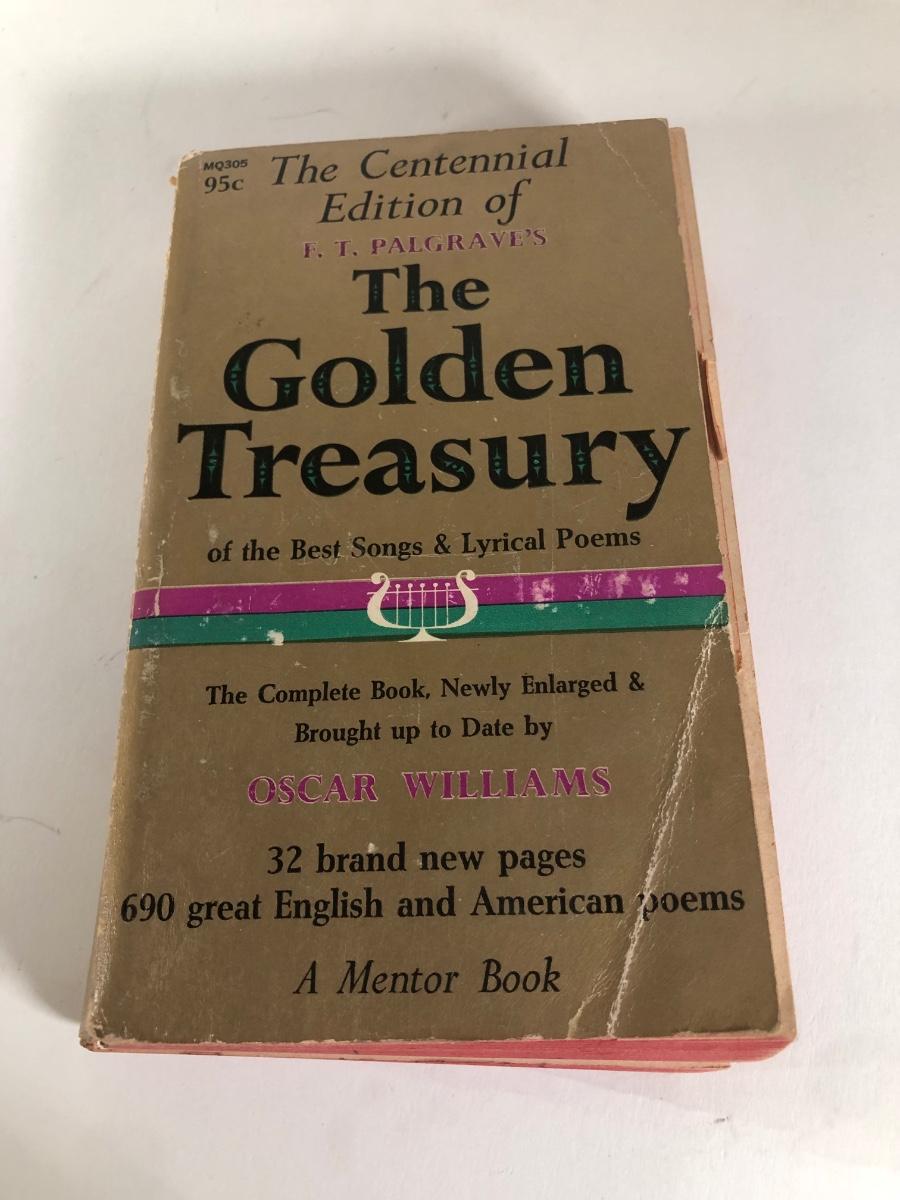 MQ305
95c
The Centennial
Edition of
F. T. PALGRAVE'S
The
Golden
Treasury
of the Best Songs & Lyrical Poems
The Complete Book, Newly Enlarged &
Brought up to Date by
OSCAR WILLIAMS
32 brand new pages
690 great English and American poems
A Mentor Book